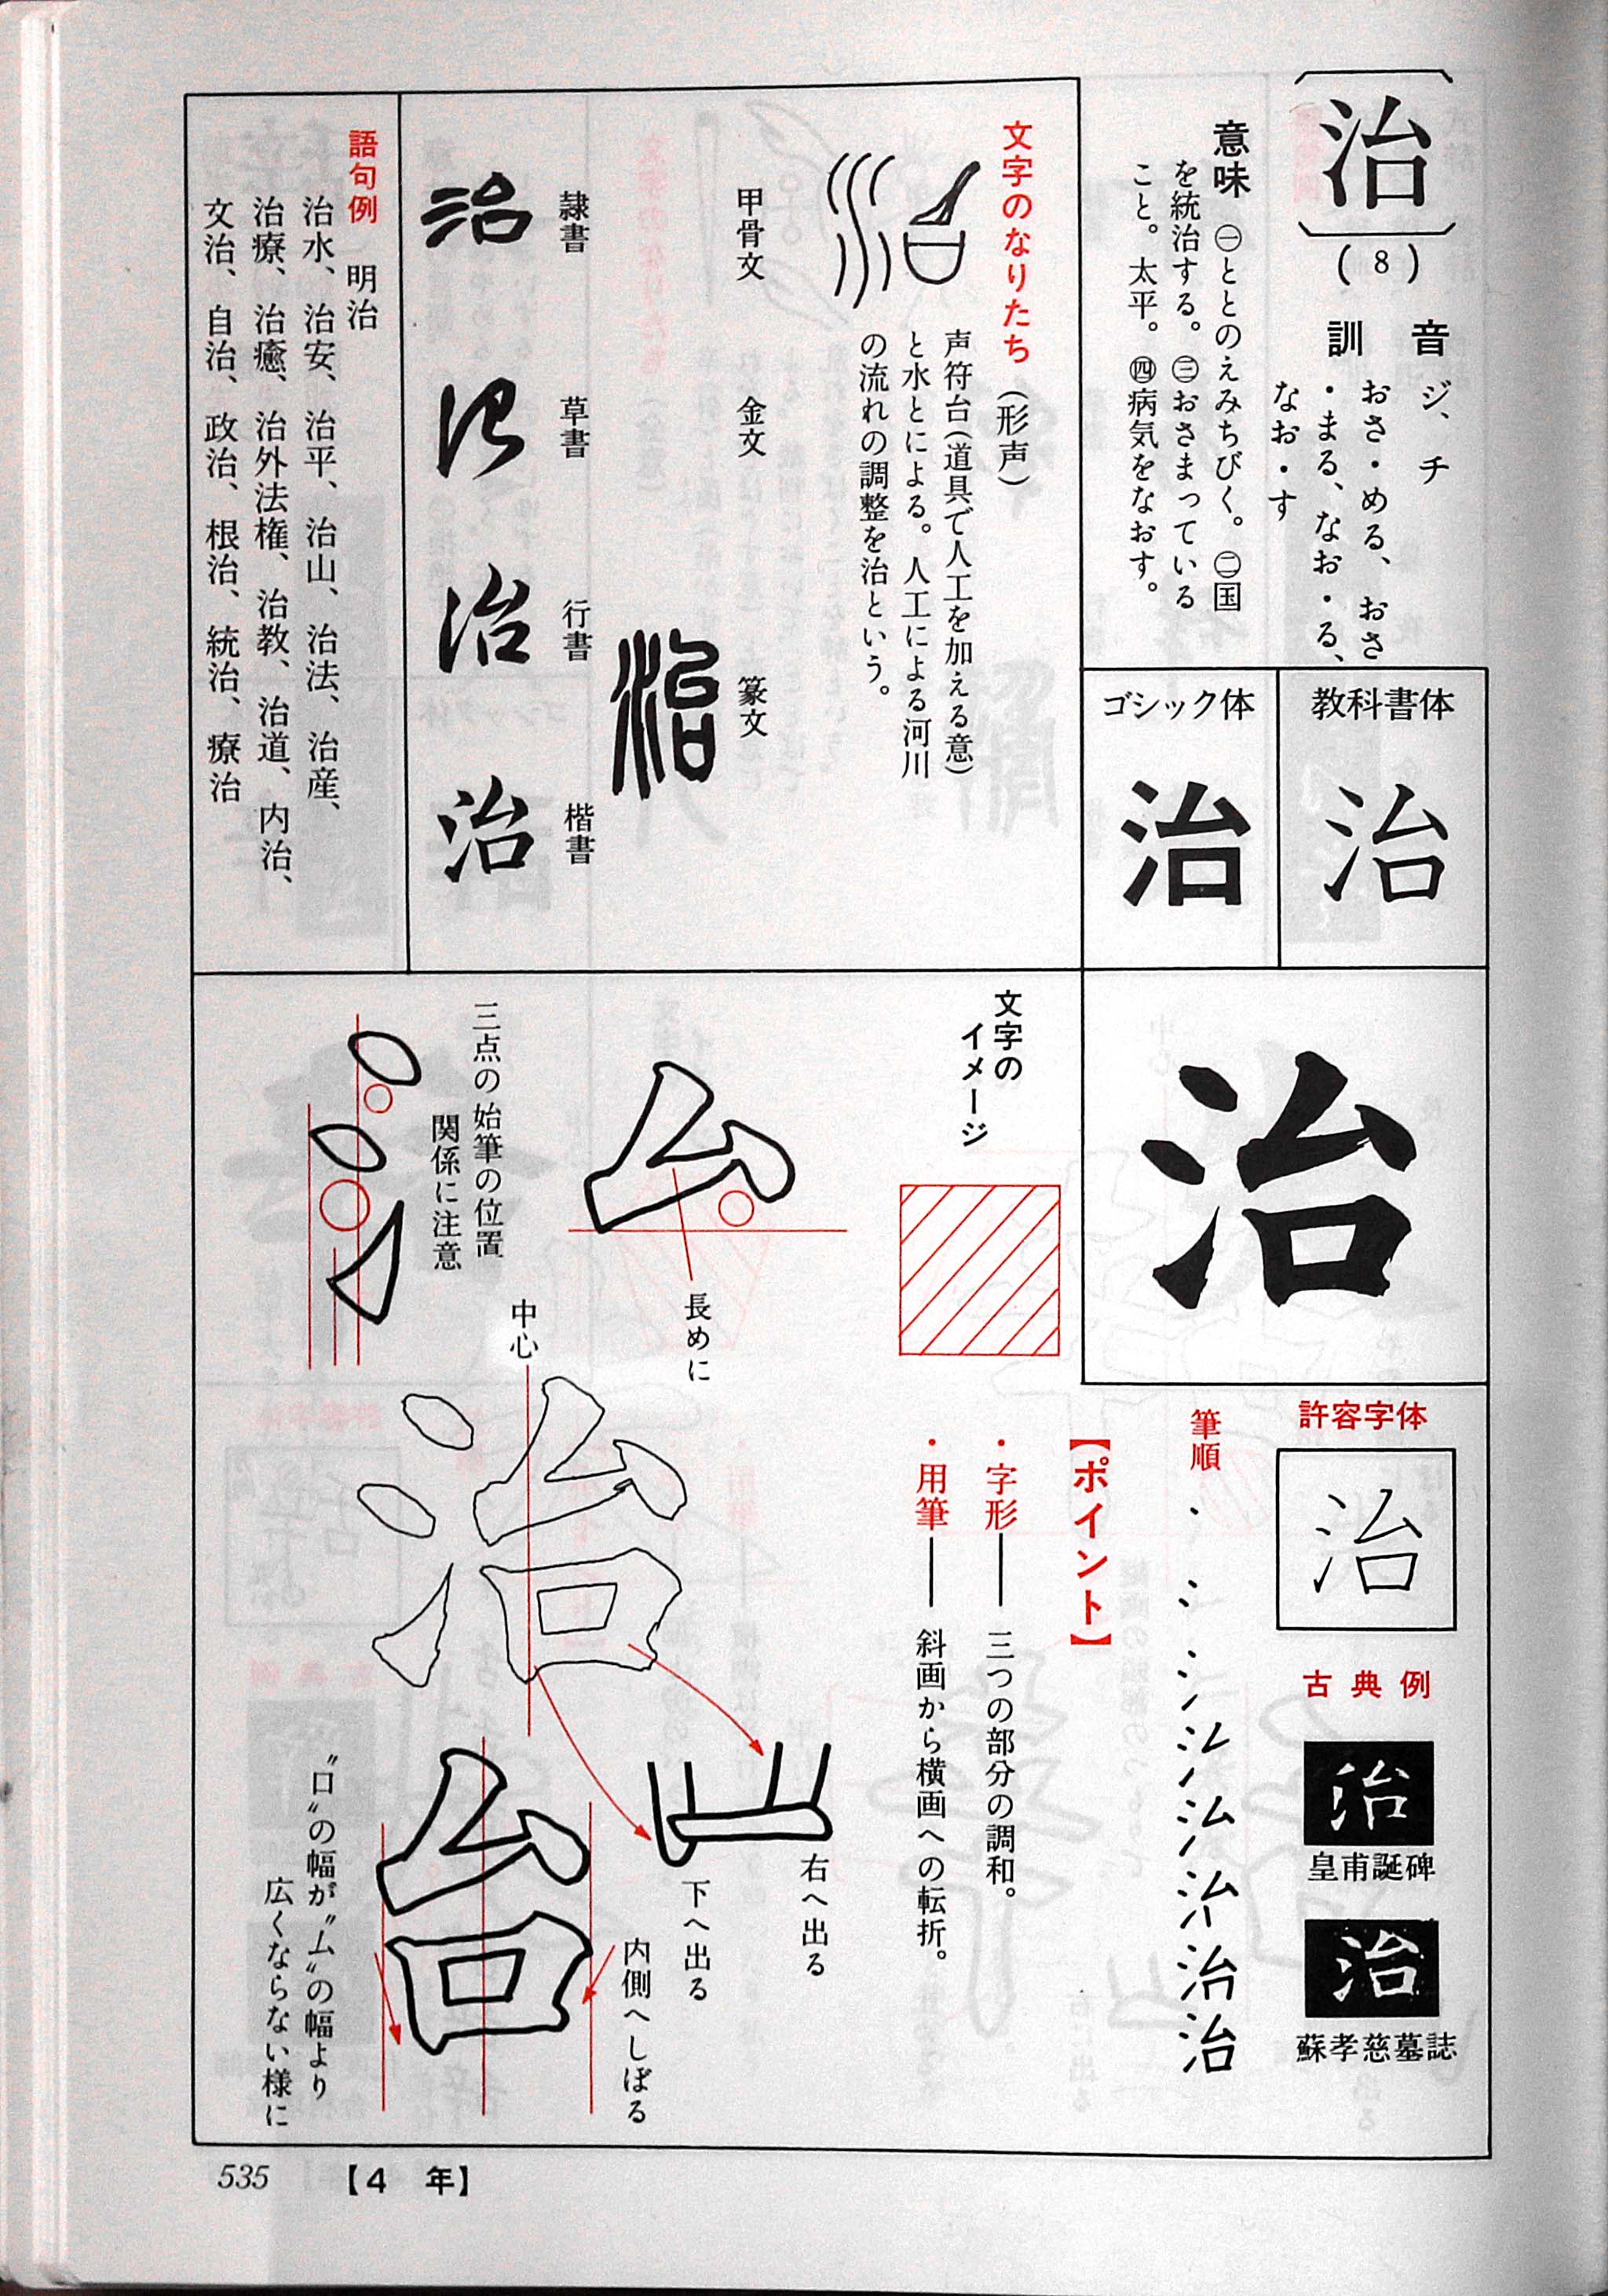 治
(8)
音 ジ、チ
訓 おさ・める、おさ
・まる、なお・る、
なお・す
意味 ㊀ととのえみちびく。㊁国
を統治する。㊂おさまっている
こと。太平。㊃病気をなおす。
教科書体
治
ゴシック体
治
治
文字のなりたち (形声)
声符台(道具で人工を加える意)
と水とによる。人工による河川
の流れの調整を治という。
甲骨文
金文
篆文
治
隷書
治
草書
治
行書
治
楷書
治
語句例 明治
治水、治安、治平、治山、治法、治産、
治療、治癒、治外法権、治教、治道、内治、
文治、自治、政治、根治、統治、療治
許容字体
治
古典例
治
皇甫誕碑
治
蘇孝慈墓誌
筆順
治
【ポイント】
・字形── 三つの部分の調和。
・用筆── 斜画から横画への転折。
文字の
イメージ
長めに
三点の始筆の位置
関係に注意
中心
治
右へ出る
下へ出る
内側へしぼる
台
〝口〟の幅が〝ム〟の幅より
広くならない様に
535
【4 年】